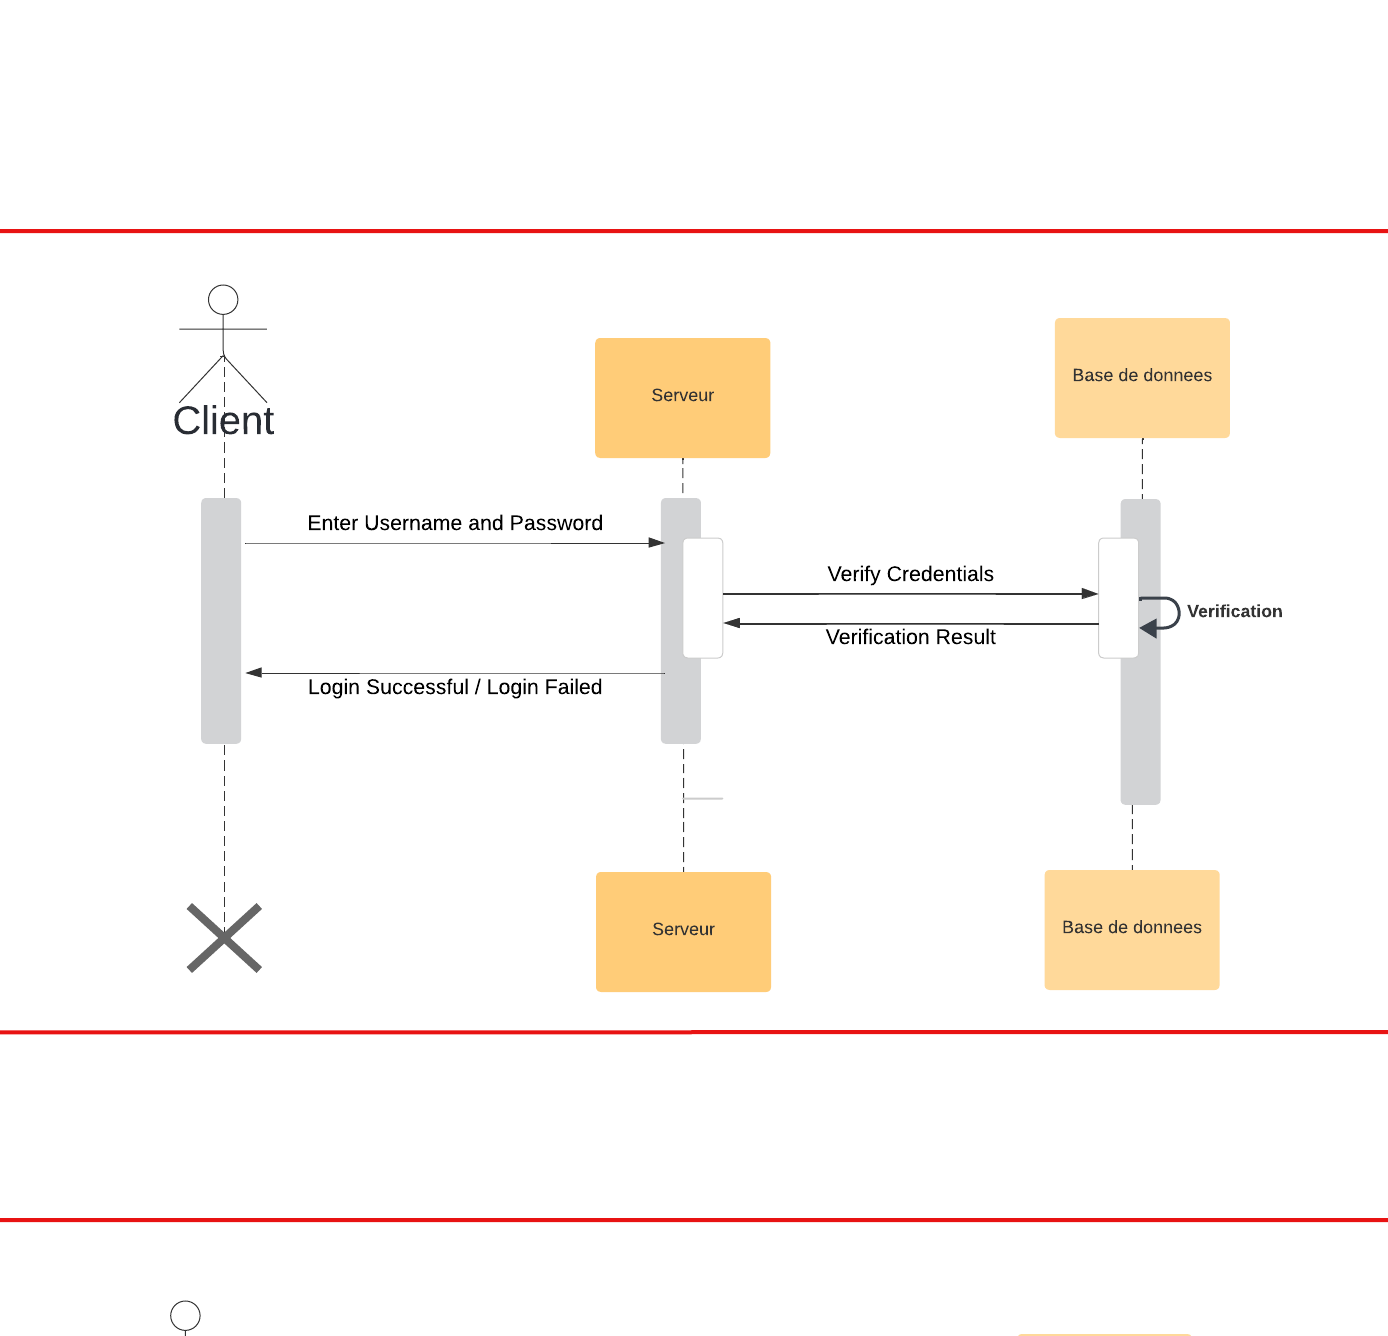 Client
Serveur
Base de donnees
Enter Username and Password
Verify Credentials
Verification
Verification Result
Login Successful / Login Failed
Serveur
Base de donnees